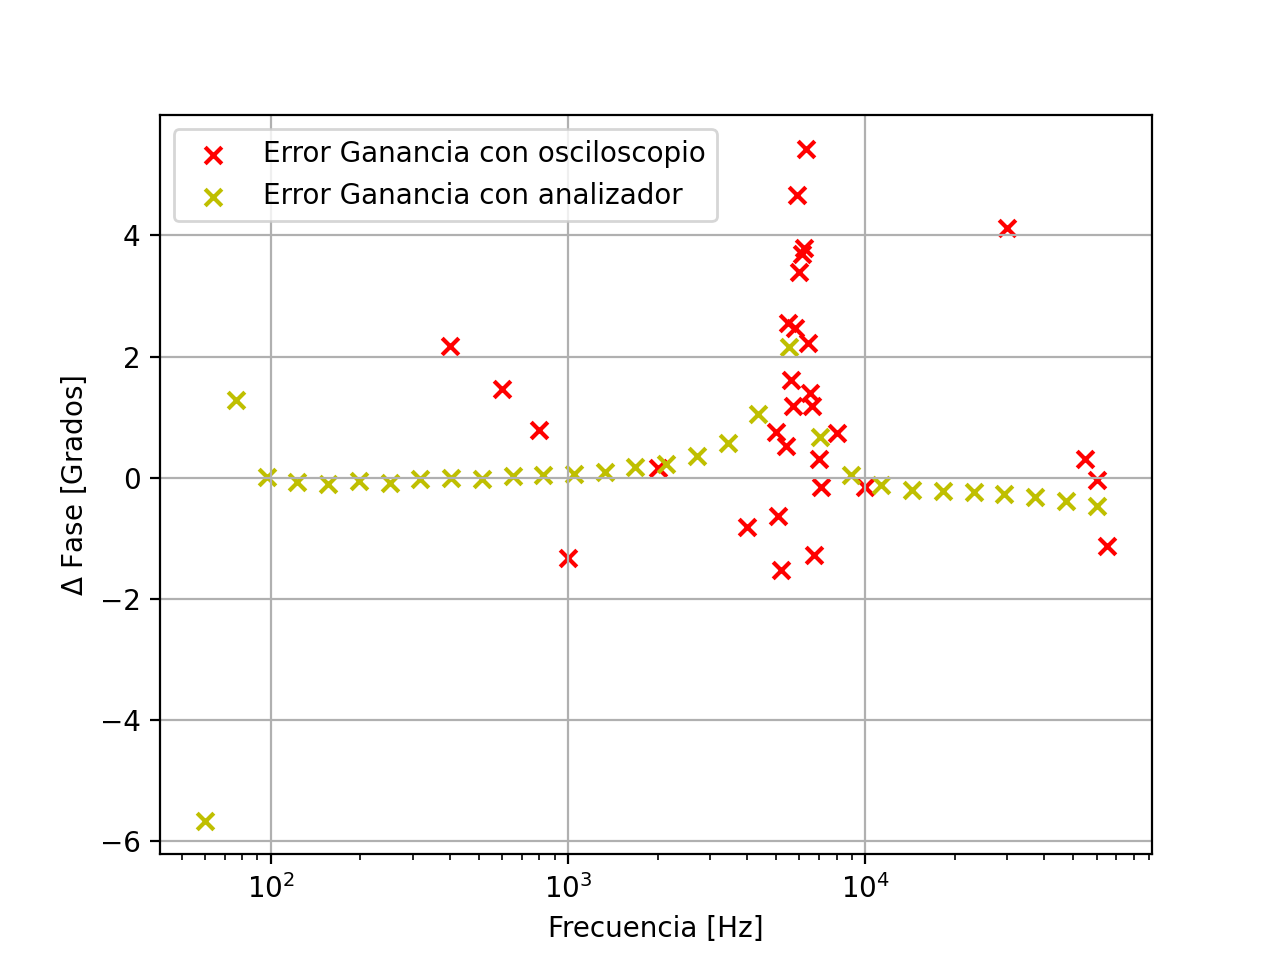 Error Ganancia con osciloscopio
Error Ganancia con analizador
4
2
0
−2
−4
−6
Δ Fase [Grados]
10²
10³
10⁴
Frecuencia [Hz]